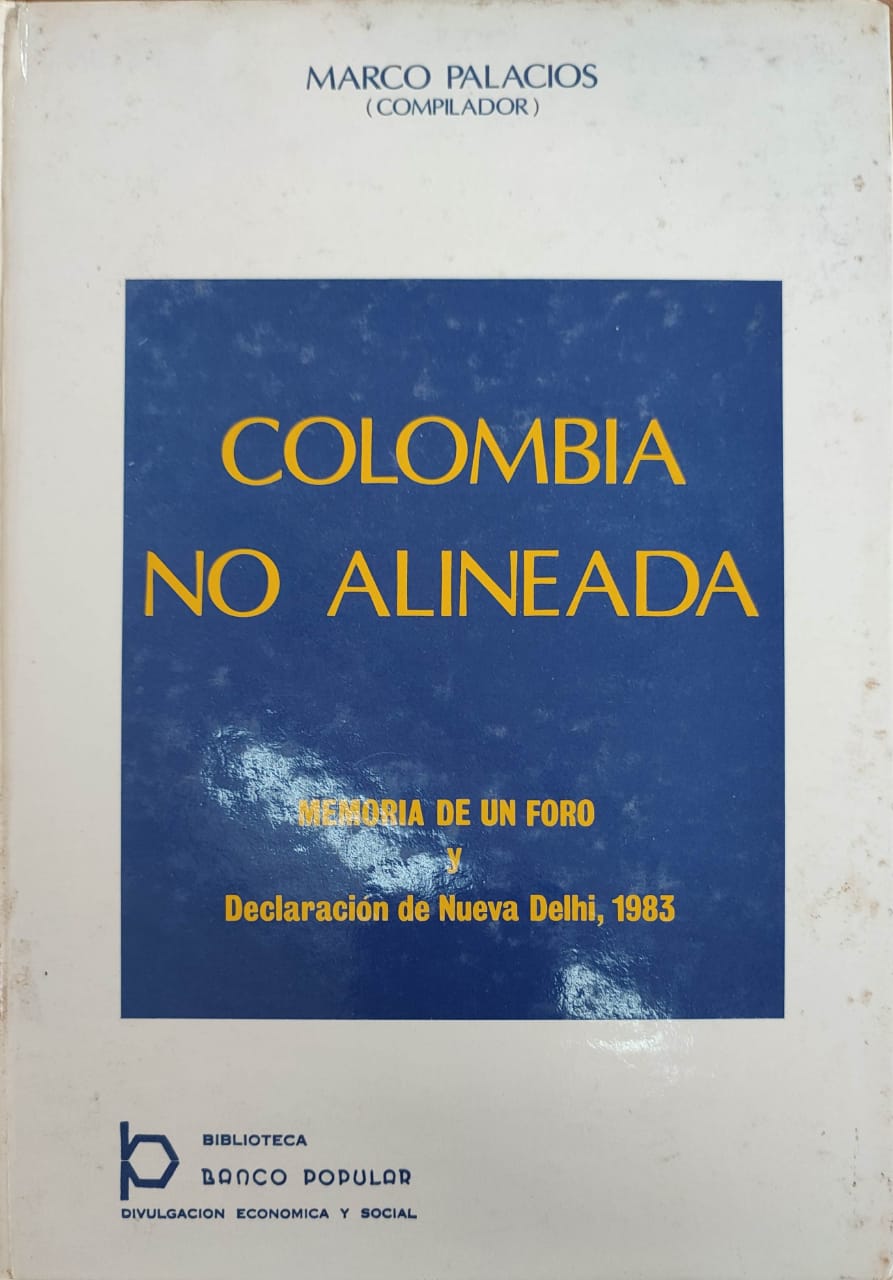 MARCO PALACIOS
(COMPILADOR)
COLOMBIA
NO ALINEADA
MEMORIA DE UN FORO
y
Declaración de Nueva Delhi, 1983
BIBLIOTECA
BANCO POPULAR
DIVULGACION ECONOMICA Y SOCIAL